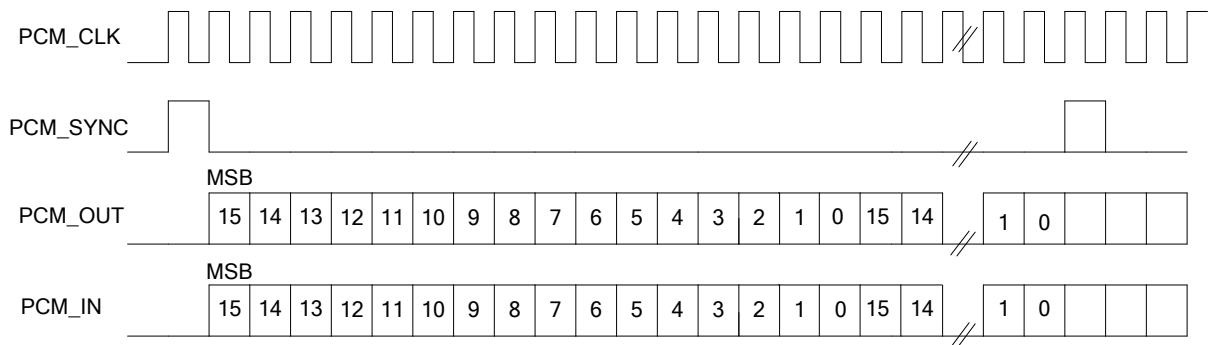 PCM_CLK
PCM_SYNC
MSB
PCM_OUT 15 14 13 12 11 10 9 8 7 6 5 4 3 2 1 0 15 14 1 0
MSB
PCM_IN 15 14 13 12 11 10 9 8 7 6 5 4 3 2 1 0 15 14 1 0